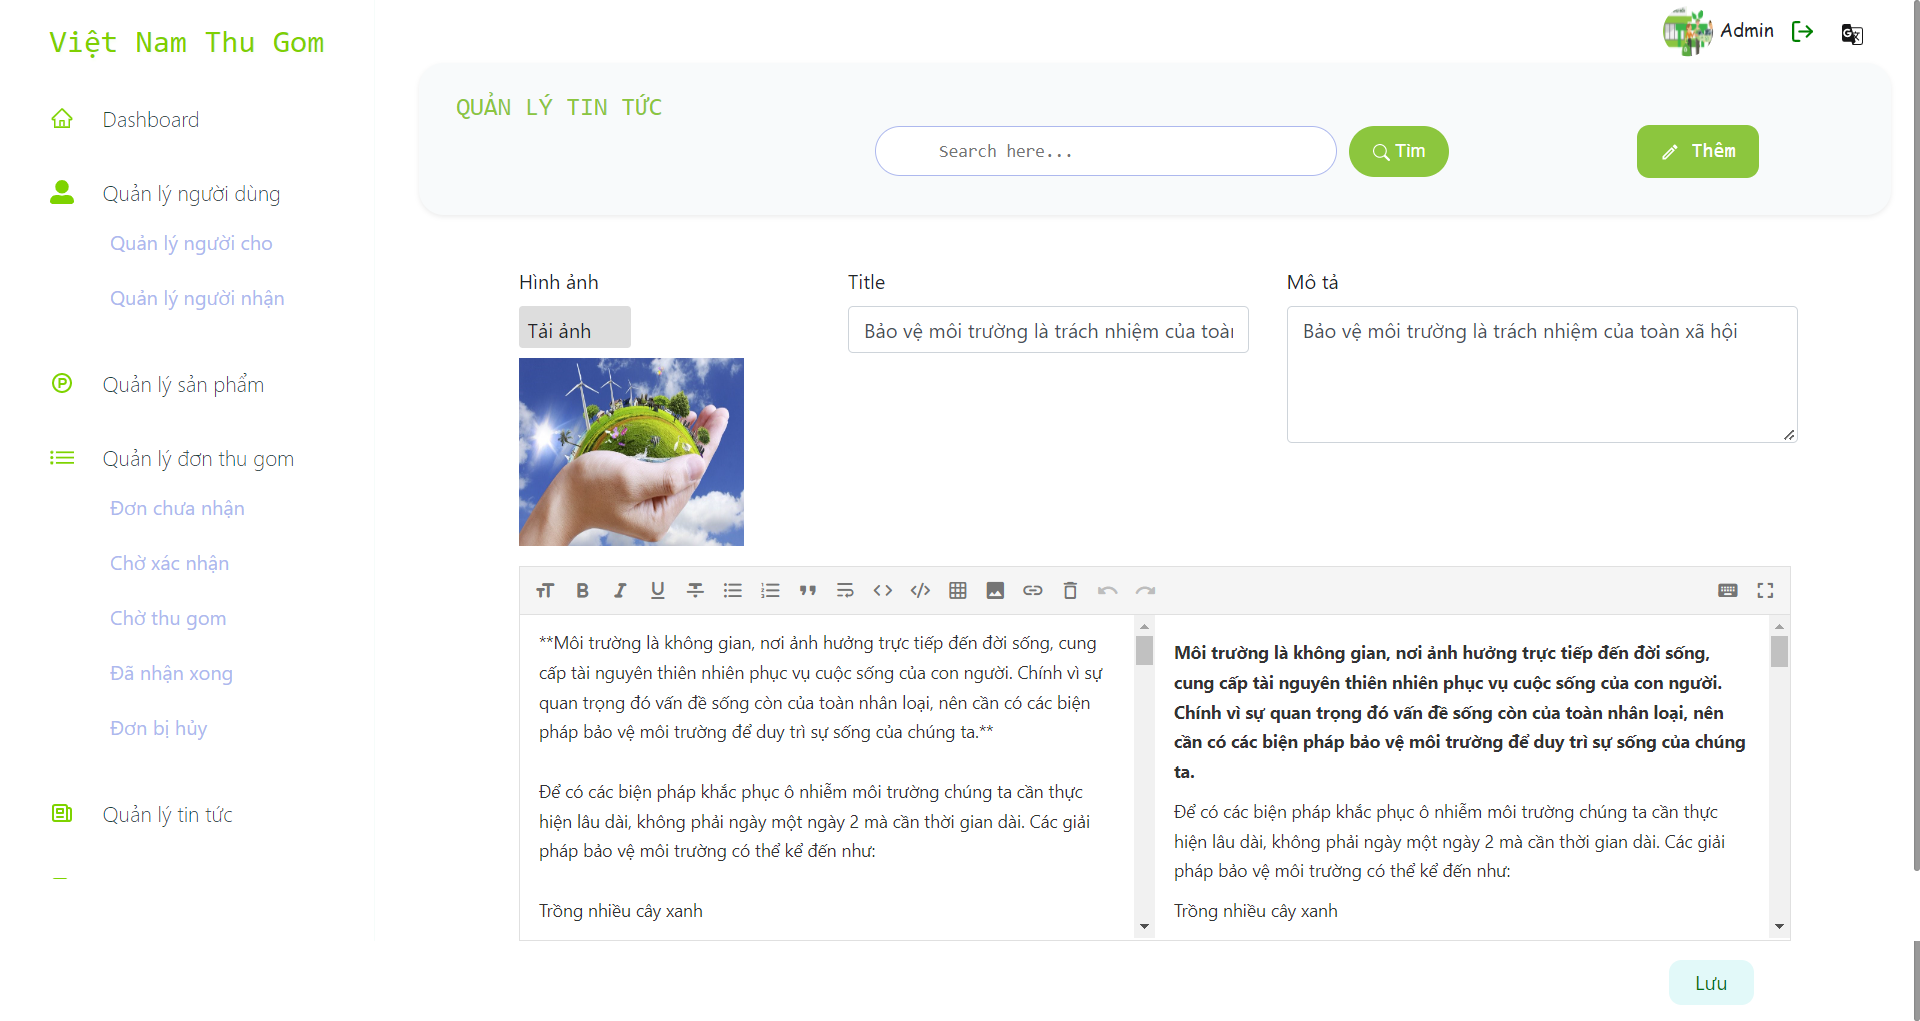 Việt Nam Thu Gom
Dashboard
Quản lý người dùng
Quản lý người cho
Quản lý người nhận
Quản lý sản phẩm
Quản lý đơn thu gom
Đơn chưa nhận
Chờ xác nhận
Chờ thu gom
Đã nhận xong
Đơn bị hủy
Quản lý tin tức
Admin
QUẢN LÝ TIN TỨC
Search here...
Tìm
Thêm
Hình ảnh
Tải ảnh
Title
Bảo vệ môi trường là trách nhiệm của toàn
Mô tả
Bảo vệ môi trường là trách nhiệm của toàn xã hội
**Môi trường là không gian, nơi ảnh hưởng trực tiếp đến đời sống, cung
cấp tài nguyên thiên nhiên phục vụ cuộc sống của con người. Chính vì sự
quan trọng đó vấn đề sống còn của toàn nhân loại, nên cần có các biện
pháp bảo vệ môi trường để duy trì sự sống của chúng ta.**
Để có các biện pháp khắc phục ô nhiễm môi trường chúng ta cần thực
hiện lâu dài, không phải ngày một ngày 2 mà cần thời gian dài. Các giải
pháp bảo vệ môi trường có thể kể đến như:
Trồng nhiều cây xanh
Môi trường là không gian, nơi ảnh hưởng trực tiếp đến đời sống,
cung cấp tài nguyên thiên nhiên phục vụ cuộc sống của con người.
Chính vì sự quan trọng đó vấn đề sống còn của toàn nhân loại, nên
cần có các biện pháp bảo vệ môi trường để duy trì sự sống của chúng
ta.
Để có các biện pháp khắc phục ô nhiễm môi trường chúng ta cần thực
hiện lâu dài, không phải ngày một ngày 2 mà cần thời gian dài. Các giải
pháp bảo vệ môi trường có thể kể đến như:
Trồng nhiều cây xanh
Lưu